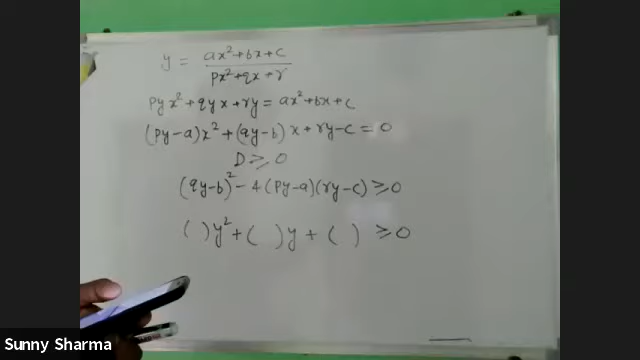 y = ax²+bx+c / px²+qx+r
pyx²+qyx+ry = ax²+bx+c
(py-a)x²+(qy-b)x+ry-c=0
D≥0
(qy-b)²-4(py-a)(ry-c)≥0
( )y²+( )y+( ) ≥0
Sunny Sharma